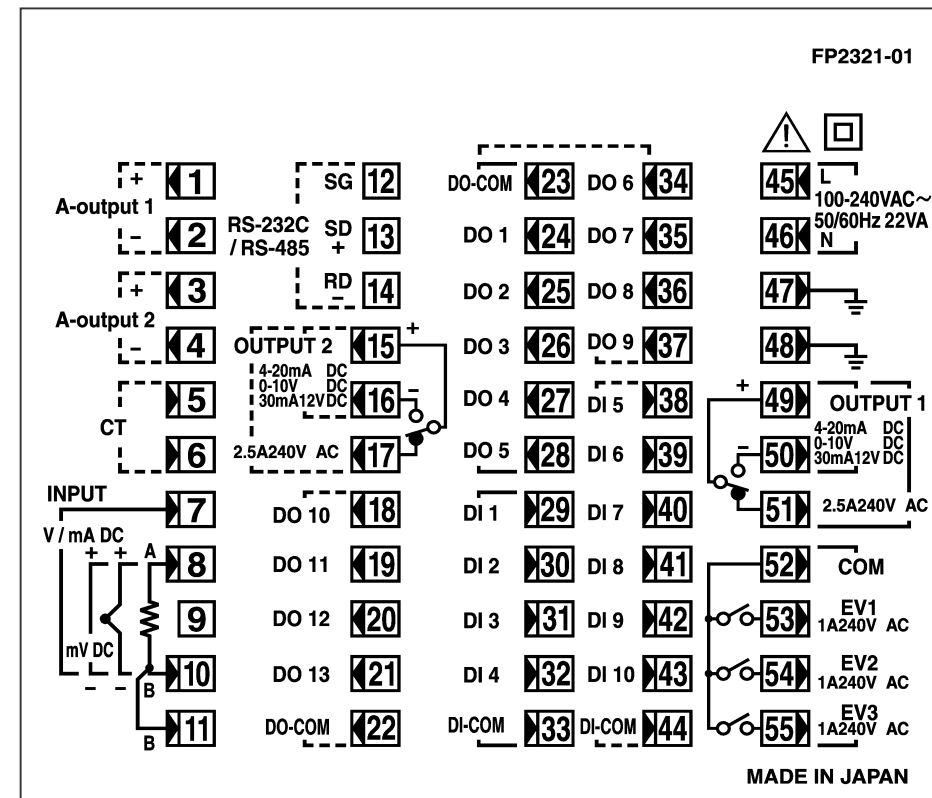 FP2321-01
A-output 1
+ 1
− 2
A-output 2
+ 3
− 4
CT
5
6
INPUT
7
V / mA DC
+ + A
8
9
mV DC
− − B
10
B
11
RS-232C
/ RS-485
SG 12
SD
+
13
RD
−
14
OUTPUT 2
15 +
4-20mA DC
0-10V DC
30mA12V DC
16 −
2.5A240V AC 17
DO 10 18
DO 11 19
DO 12 20
DO 13 21
DO-COM 22
DO-COM 23
DO 1 24
DO 2 25
DO 3 26
DO 4 27
DO 5 28
DI 1 29
DI 2 30
DI 3 31
DI 4 32
DI-COM 33
DO 6 34
DO 7 35
DO 8 36
DO 9 37
DI 5 38
DI 6 39
DI 7 40
DI 8 41
DI 9 42
DI 10 43
DI-COM 44
45 L
100-240VAC~
50/60Hz 22VA
46 N
47
48
+ 49
OUTPUT 1
4-20mA DC
0-10V DC
30mA12V DC
− 50
51 2.5A240V AC
52 COM
53 EV1
1A240V AC
54 EV2
1A240V AC
55 EV3
1A240V AC
MADE IN JAPAN